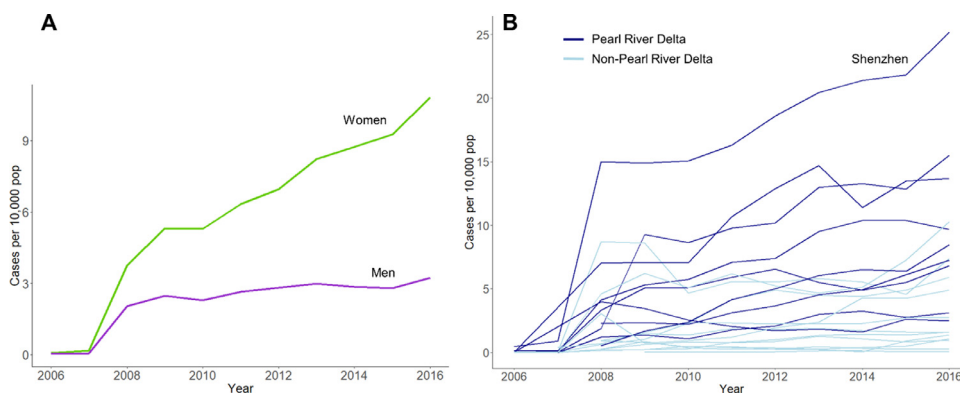 A
Cases per 10,000 pop
9
6
3
0
Women
Men
2006 2008 2010 2012 2014 2016
Year
B
Cases per 10,000 pop
25
20
15
10
5
0
Pearl River Delta
Non-Pearl River Delta
Shenzhen
2006 2008 2010 2012 2014 2016
Year